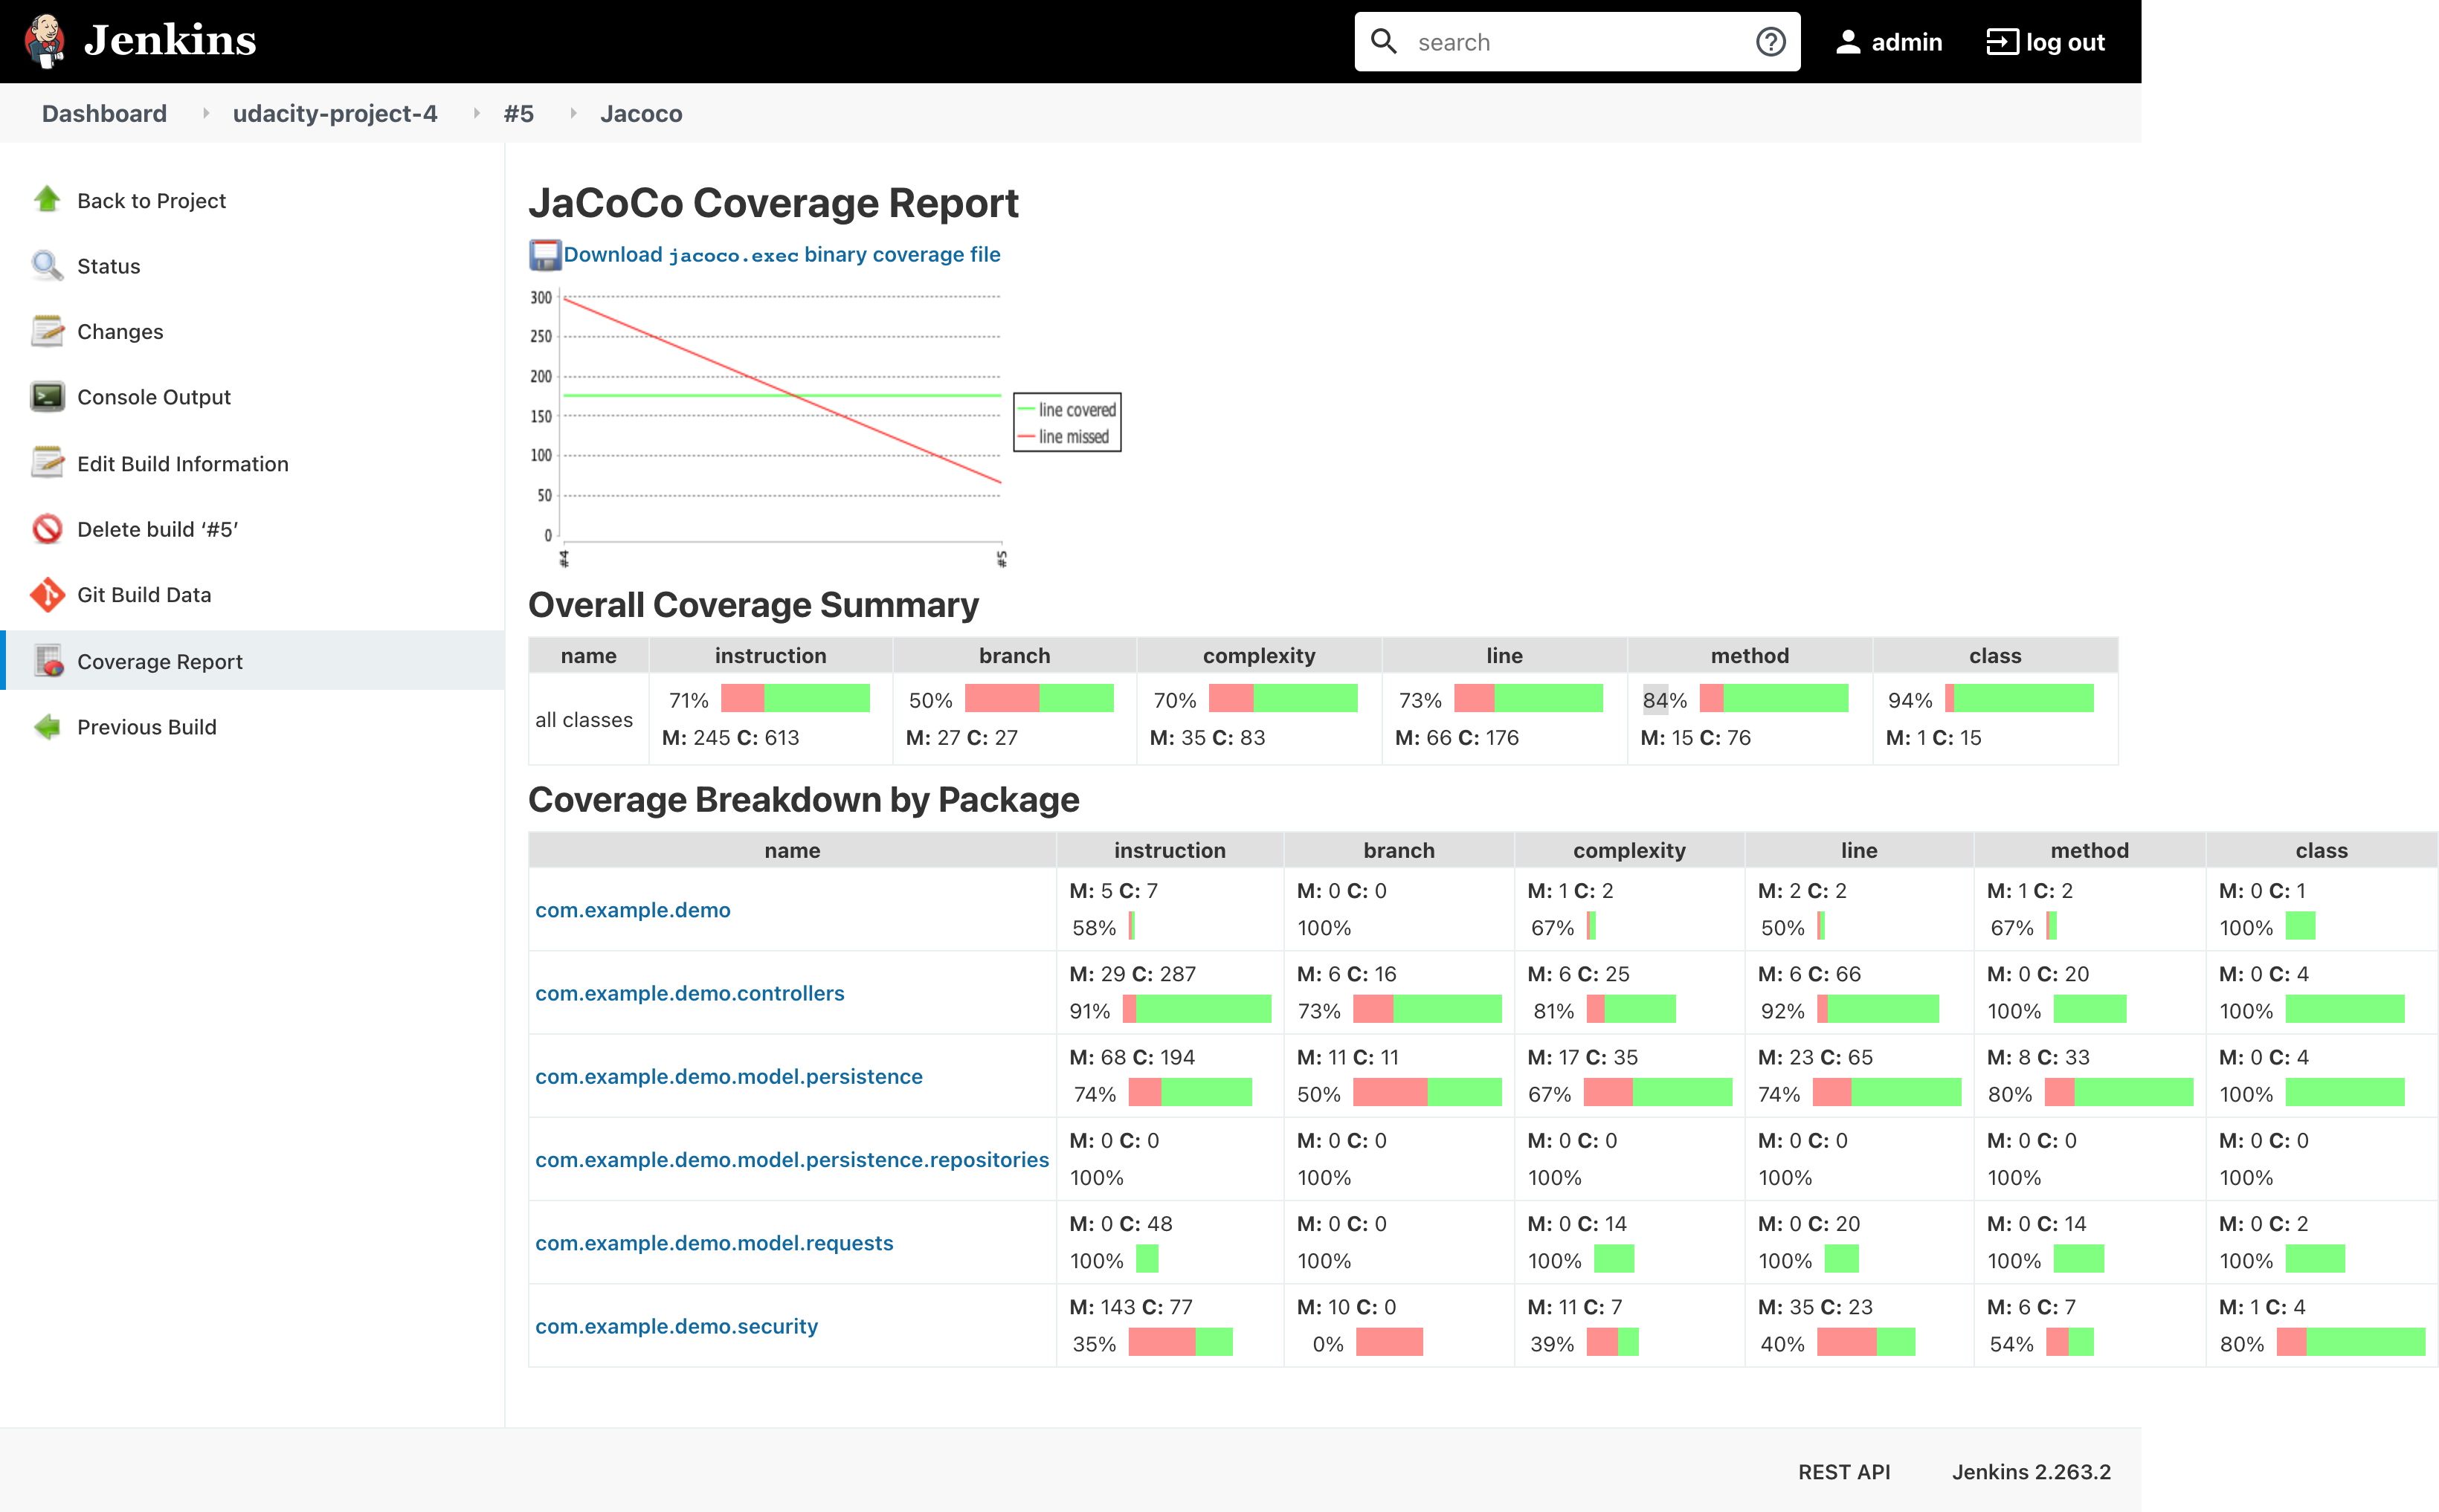 Jenkins
search
admin
log out
Dashboard
udacity-project-4
#5
Jacoco
Back to Project
Status
Changes
Console Output
Edit Build Information
Delete build ‘#5’
Git Build Data
Coverage Report
Previous Build
JaCoCo Coverage Report
Download jacoco.exec binary coverage file
300
250
200
150
100
50
0
#4
#5
line covered
line missed
Overall Coverage Summary
name instruction branch complexity line method class
all classes
71% 50% 70% 73% 84% 94%
M: 245 C: 613 M: 27 C: 27 M: 35 C: 83 M: 66 C: 176 M: 15 C: 76 M: 1 C: 15
Coverage Breakdown by Package
name instruction branch complexity line method class
com.example.demo
M: 5 C: 7 M: 0 C: 0 M: 1 C: 2 M: 2 C: 2 M: 1 C: 2 M: 0 C: 1
58% 100% 67% 50% 67% 100%
com.example.demo.controllers
M: 29 C: 287 M: 6 C: 16 M: 6 C: 25 M: 6 C: 66 M: 0 C: 20 M: 0 C: 4
91% 73% 81% 92% 100% 100%
com.example.demo.model.persistence
M: 68 C: 194 M: 11 C: 11 M: 17 C: 35 M: 23 C: 65 M: 8 C: 33 M: 0 C: 4
74% 50% 67% 74% 80% 100%
com.example.demo.model.persistence.repositories
M: 0 C: 0 M: 0 C: 0 M: 0 C: 0 M: 0 C: 0 M: 0 C: 0 M: 0 C: 0
100% 100% 100% 100% 100% 100%
com.example.demo.model.requests
M: 0 C: 48 M: 0 C: 0 M: 0 C: 14 M: 0 C: 20 M: 0 C: 14 M: 0 C: 2
100% 100% 100% 100% 100% 100%
com.example.demo.security
M: 143 C: 77 M: 10 C: 0 M: 11 C: 7 M: 35 C: 23 M: 6 C: 7 M: 1 C: 4
35% 0% 39% 40% 54% 80%
REST API
Jenkins 2.263.2